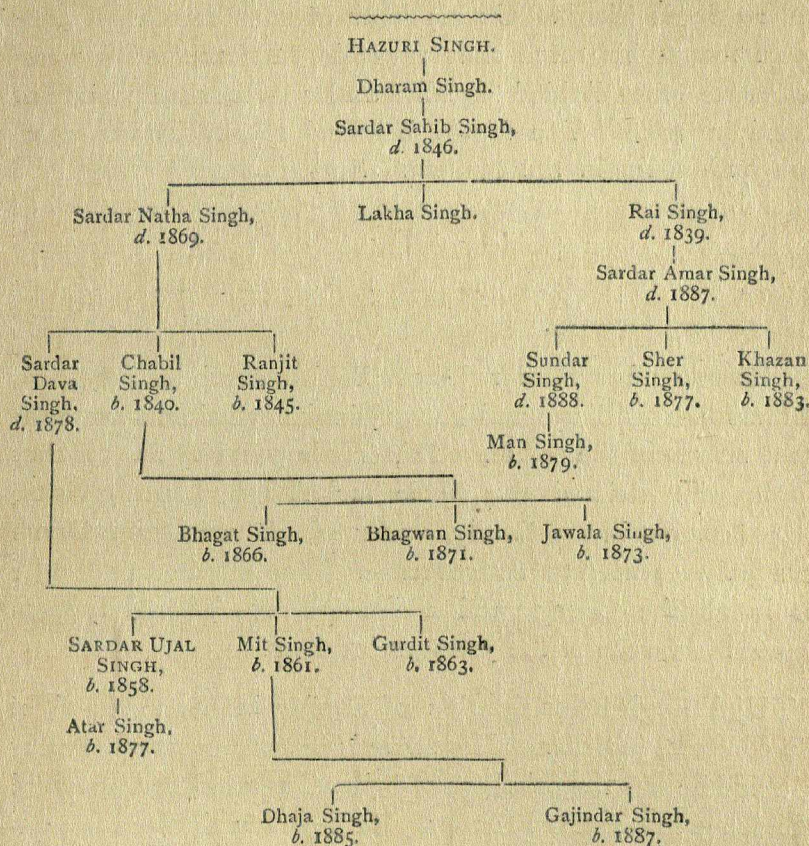 HAZURI SINGH.
Dharam Singh.
Sardar Sahib Singh,
d. 1846.
Sardar Natha Singh,
d. 1869.
Lakha Singh.
Rai Singh,
d. 1839.
Sardar Amar Singh,
d. 1887.
Sardar
Dava
Singh,
d. 1878.
Chabil
Singh,
b. 1840.
Ranjit
Singh,
b. 1845.
Sundar
Singh,
d. 1888.
Sher
Singh,
b. 1877.
Khazan
Singh,
b. 1883.
Man Singh,
b. 1879.
Bhagat Singh,
b. 1866.
Bhagwan Singh,
b. 1871.
Jawala Singh,
b. 1873.
SARDAR UJAL
SINGH,
b. 1858.
Mit Singh,
b. 1861.
Gurdit Singh,
b. 1863.
Atar Singh,
b. 1877.
Dhaja Singh,
b. 1885.
Gajindar Singh,
b. 1887.